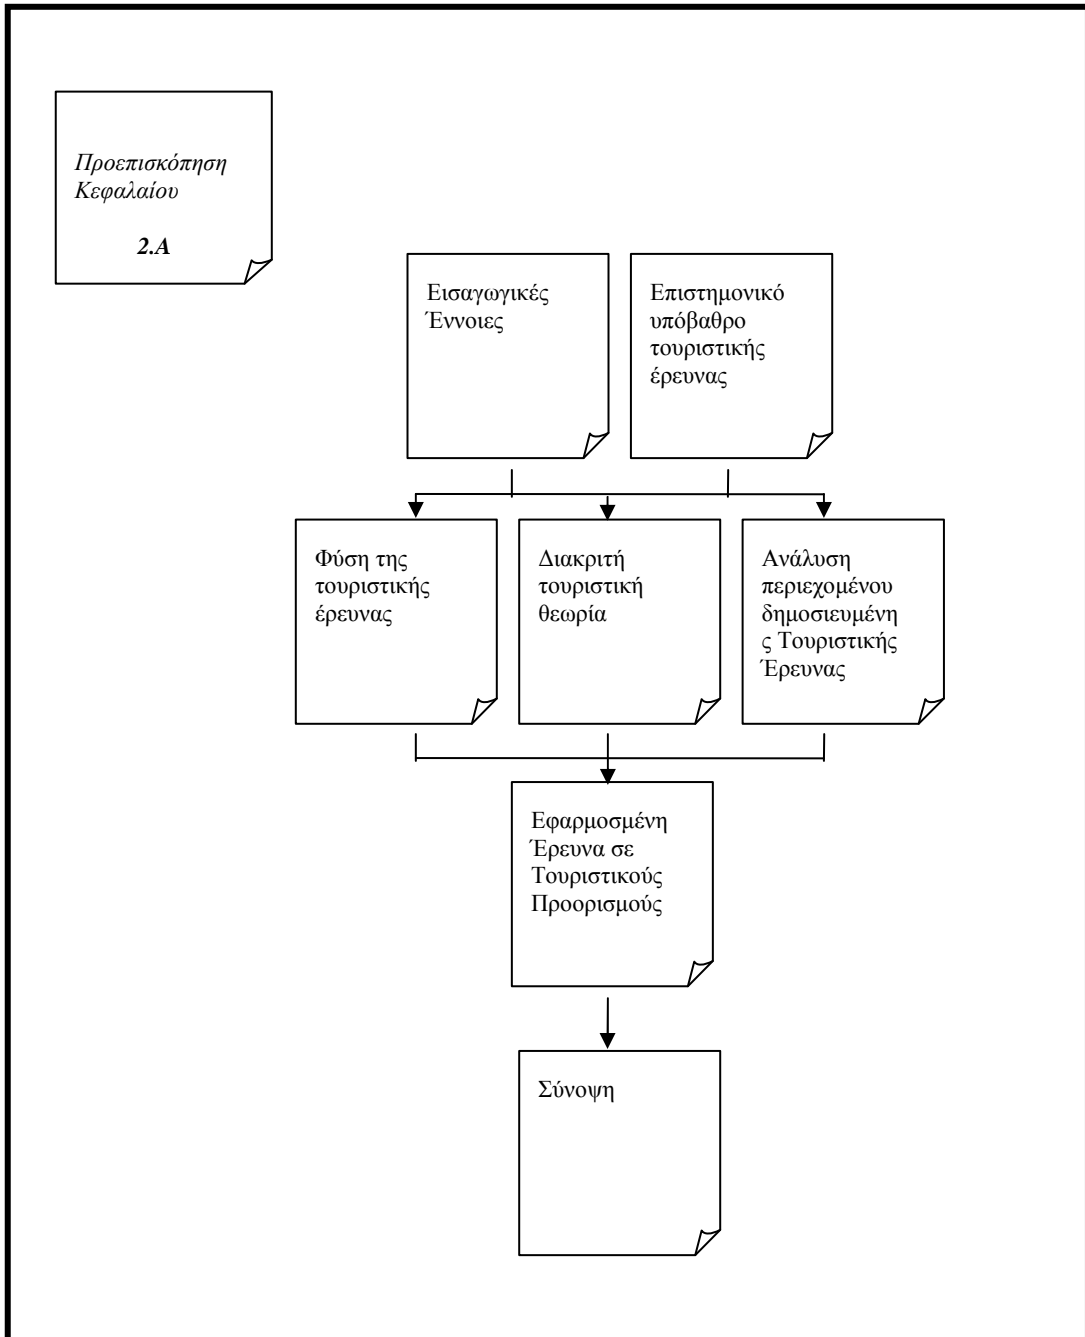 Προεπισκόπηση
Κεφαλαίου
2.Α
Εισαγωγικές
Έννοιες
Επιστημονικό
υπόβαθρο
τουριστικής
έρευνας
Φύση της
τουριστικής
έρευνας
Διακριτή
τουριστική
θεωρία
Ανάλυση
περιεχομένου
δημοσιευμένη
ς Τουριστικής
Έρευνας
Εφαρμοσμένη
Έρευνα σε
Τουριστικούς
Προορισμούς
Σύνοψη